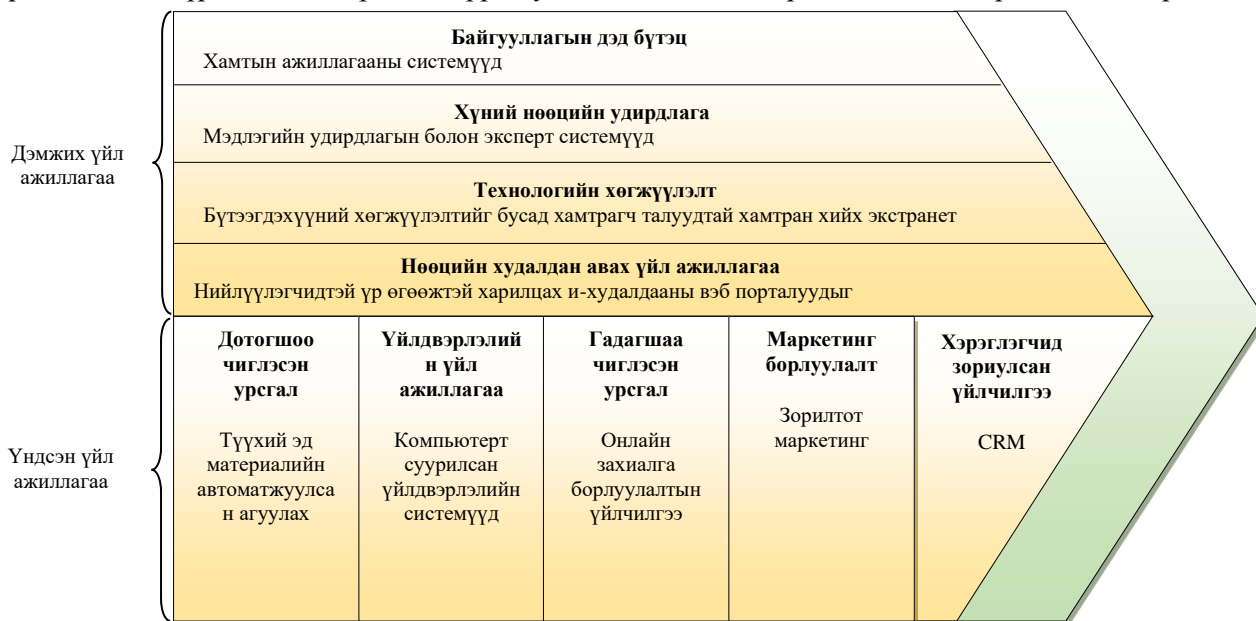 Байгууллагын дэд бүтэц
Хамтын ажиллагааны системүүд
Хүний нөөцийн удирдлага
Мэдлэгийн удирдлагын болон эксперт системүүд
Дэмжих үйл
ажиллагаа
Технологийн хөгжүүлэлт
Бүтээгдэхүүний хөгжүүлэлтийг бусад хамтрагч талуудтай хамтран хийх экстранет
Нөөцийн худалдан авах үйл ажиллагаа
Нийлүүлэгчидтэй үр өгөөжтэй харилцах и-худалдааны вэб порталуудыг
Үндсэн үйл
ажиллагаа
Дотогшоо
чиглэсэн
урсгал
Түүхий эд
материалийн
автоматжуулса
н агуулах
Үйлдвэрлэлий
н үйл
ажиллагаа
Компьютерт
суурилсан
үйлдвэрлэлийн
системүүд
Гадагшаа
чиглэсэн
урсгал
Онлайн
захиалга
борлуулалтын
үйлчилгээ
Маркетинг
борлуулалт
Зорилтот
маркетинг
Хэрэглэгчид
зориулсан
үйлчилгээ
CRM